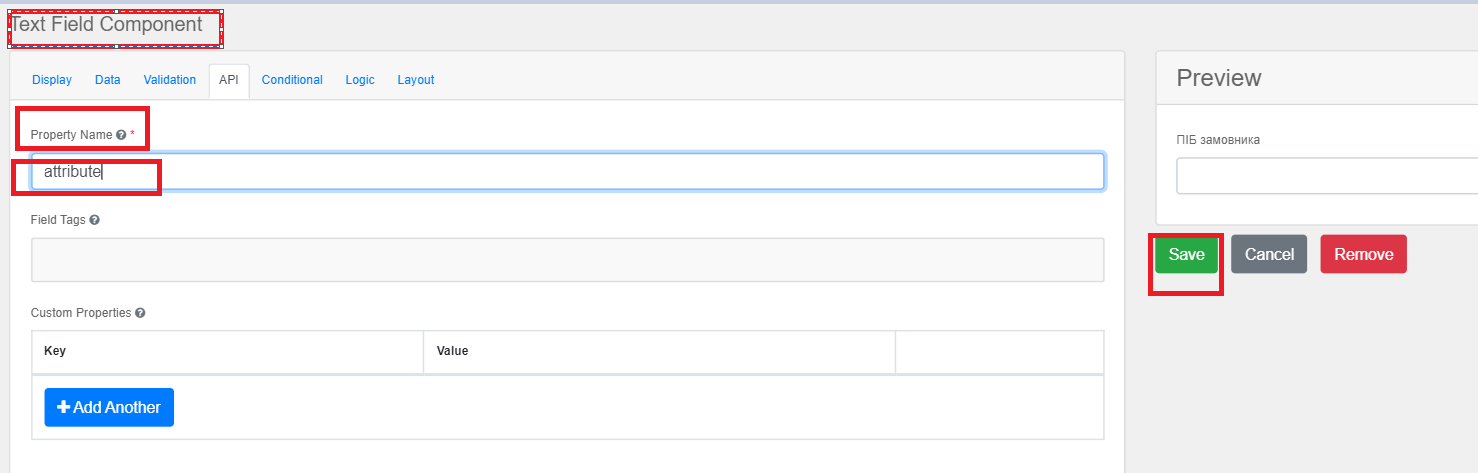 Text Field Component
Display Data Validation API Conditional Logic Layout
Property Name *
attribute
Field Tags
Custom Properties
Key Value
Add Another
Preview
ПІБ замовника
Save Cancel Remove